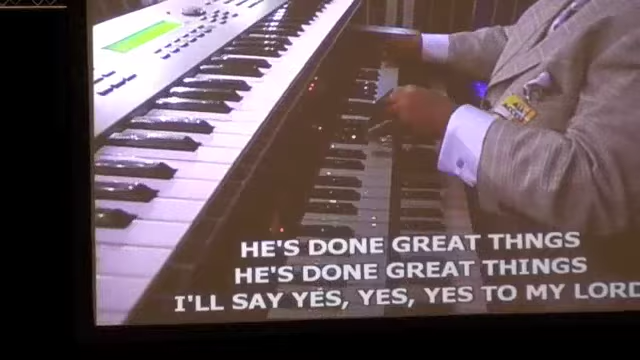 HE'S DONE GREAT THNGS
HE'S DONE GREAT THINGS
I'LL SAY YES, YES, YES TO MY LORD